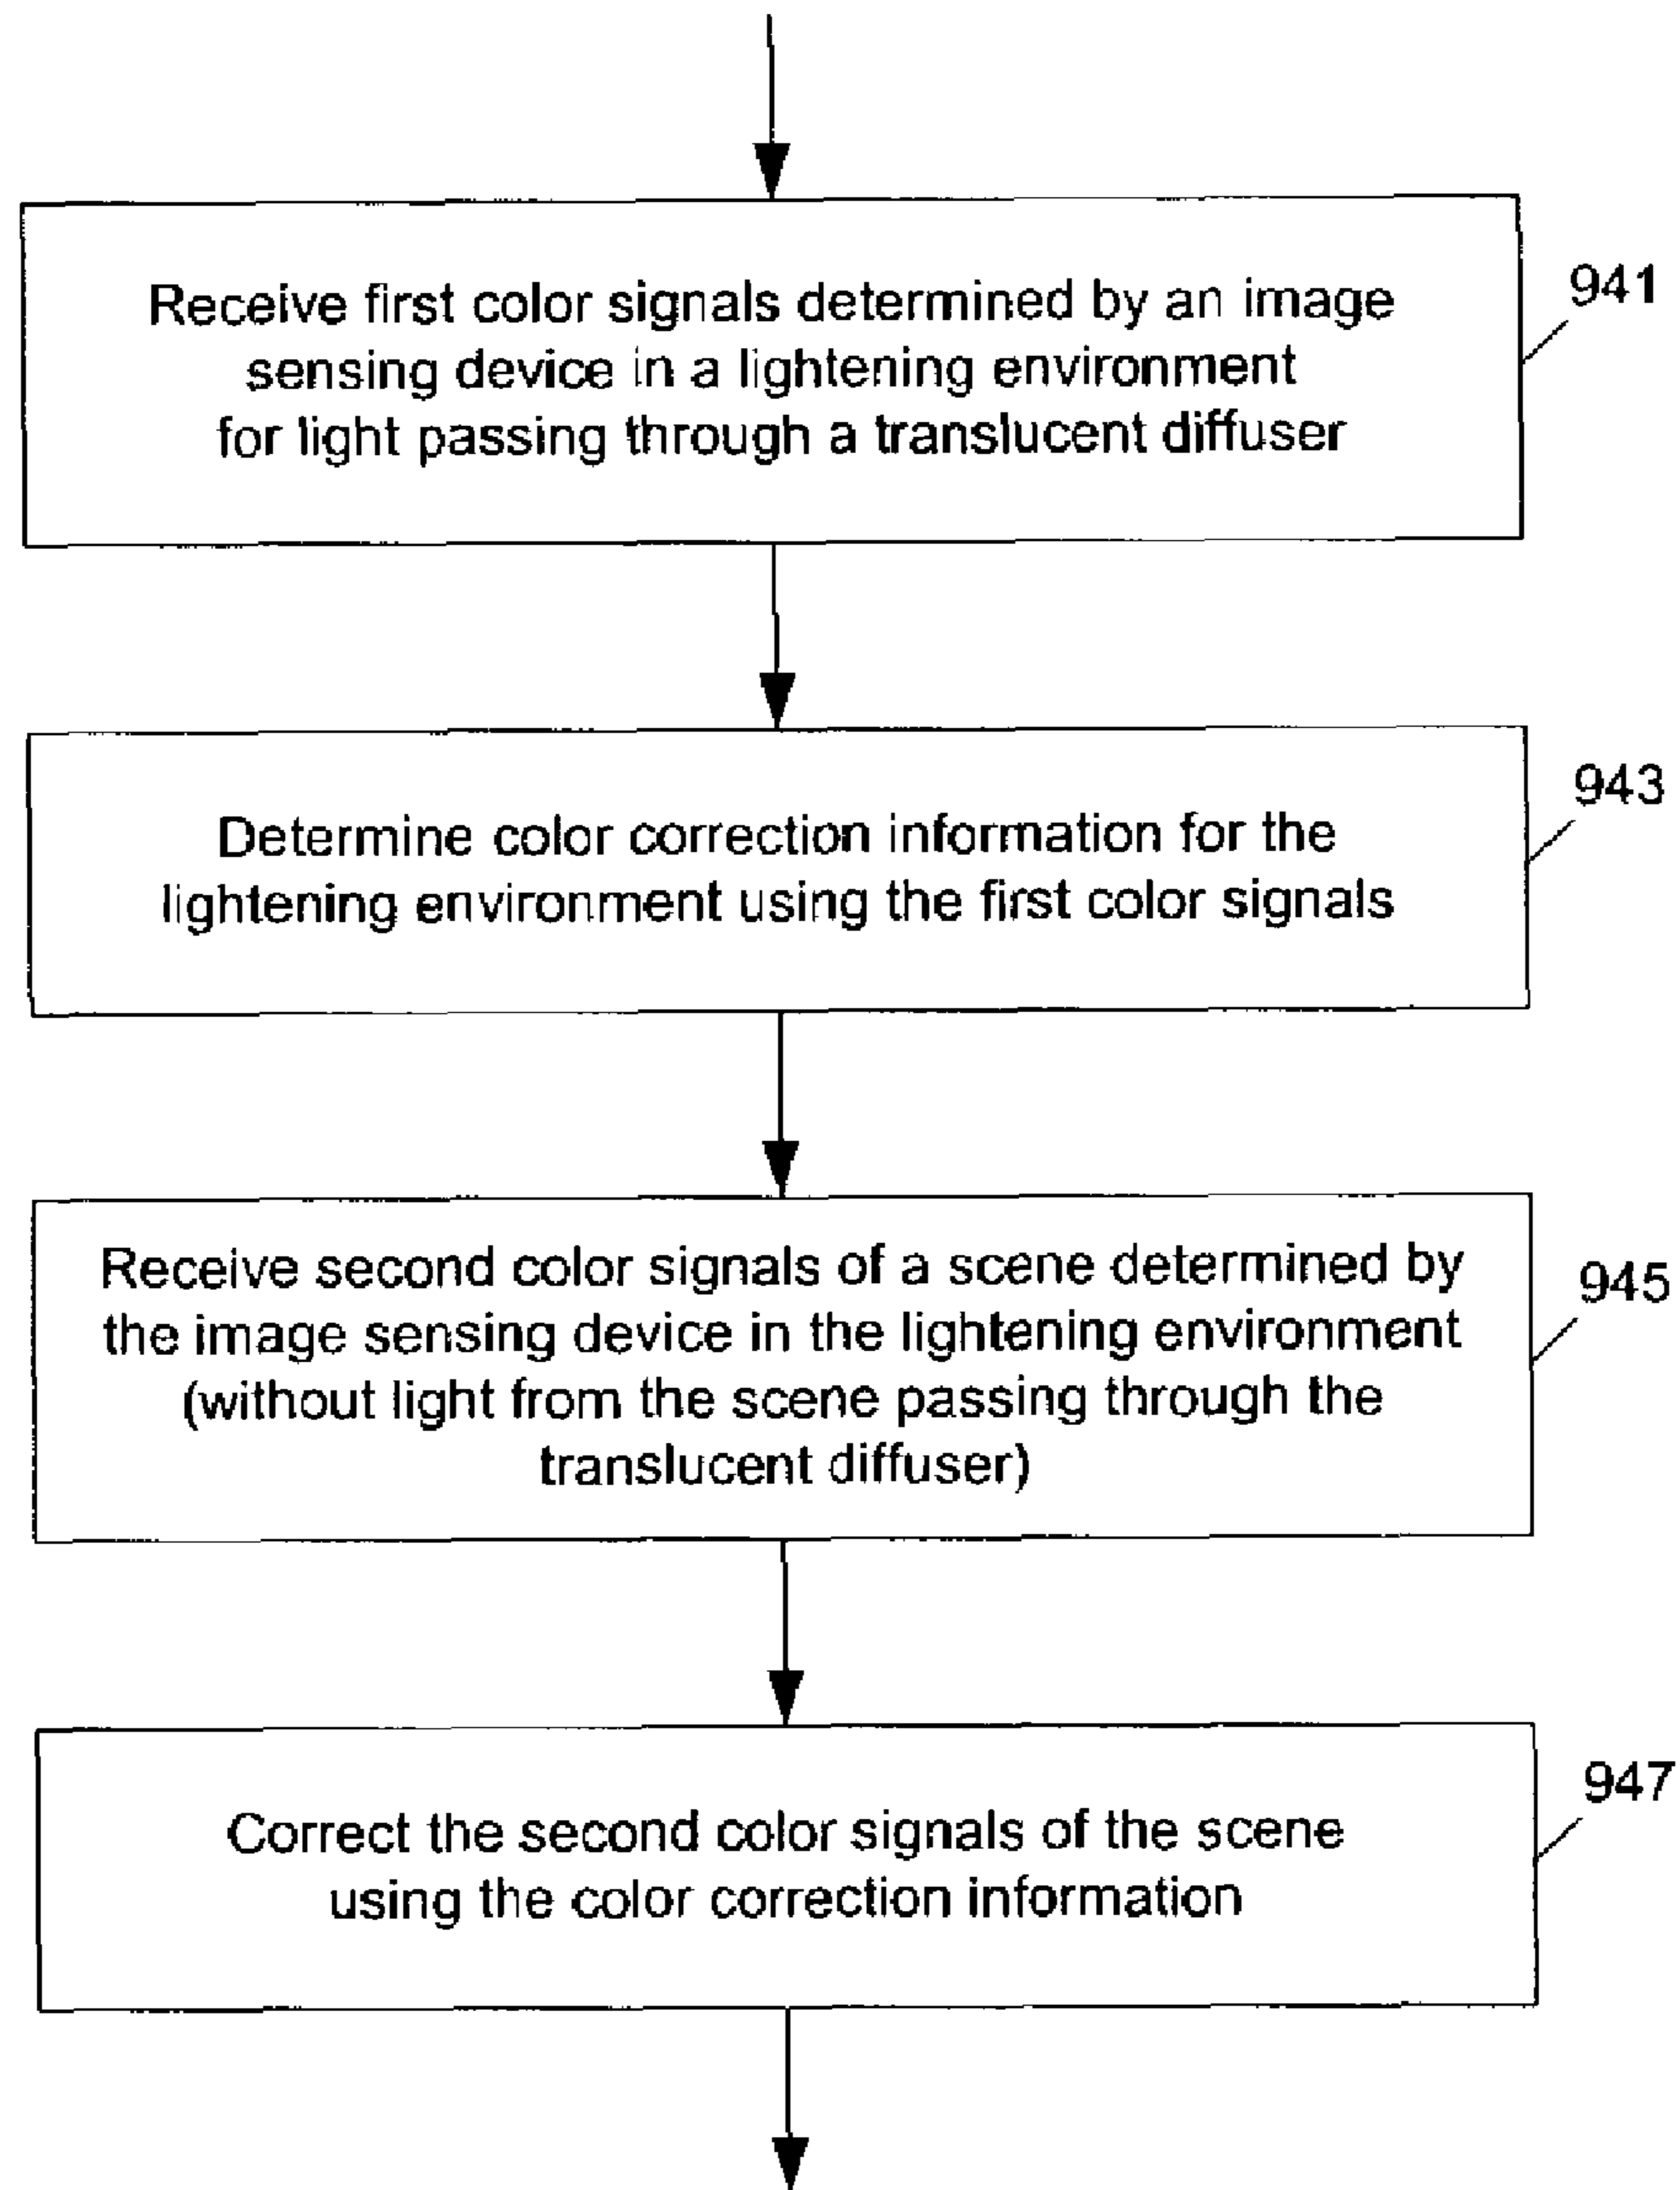 Receive first color signals determined by an image
sensing device in a lightening environment
for light passing through a translucent diffuser
941
Determine color correction information for the
lightening environment using the first color signals
943
Receive second color signals of a scene determined by
the image sensing device in the lightening environment
(without light from the scene passing through the
translucent diffuser)
945
Correct the second color signals of the scene
using the color correction information
947